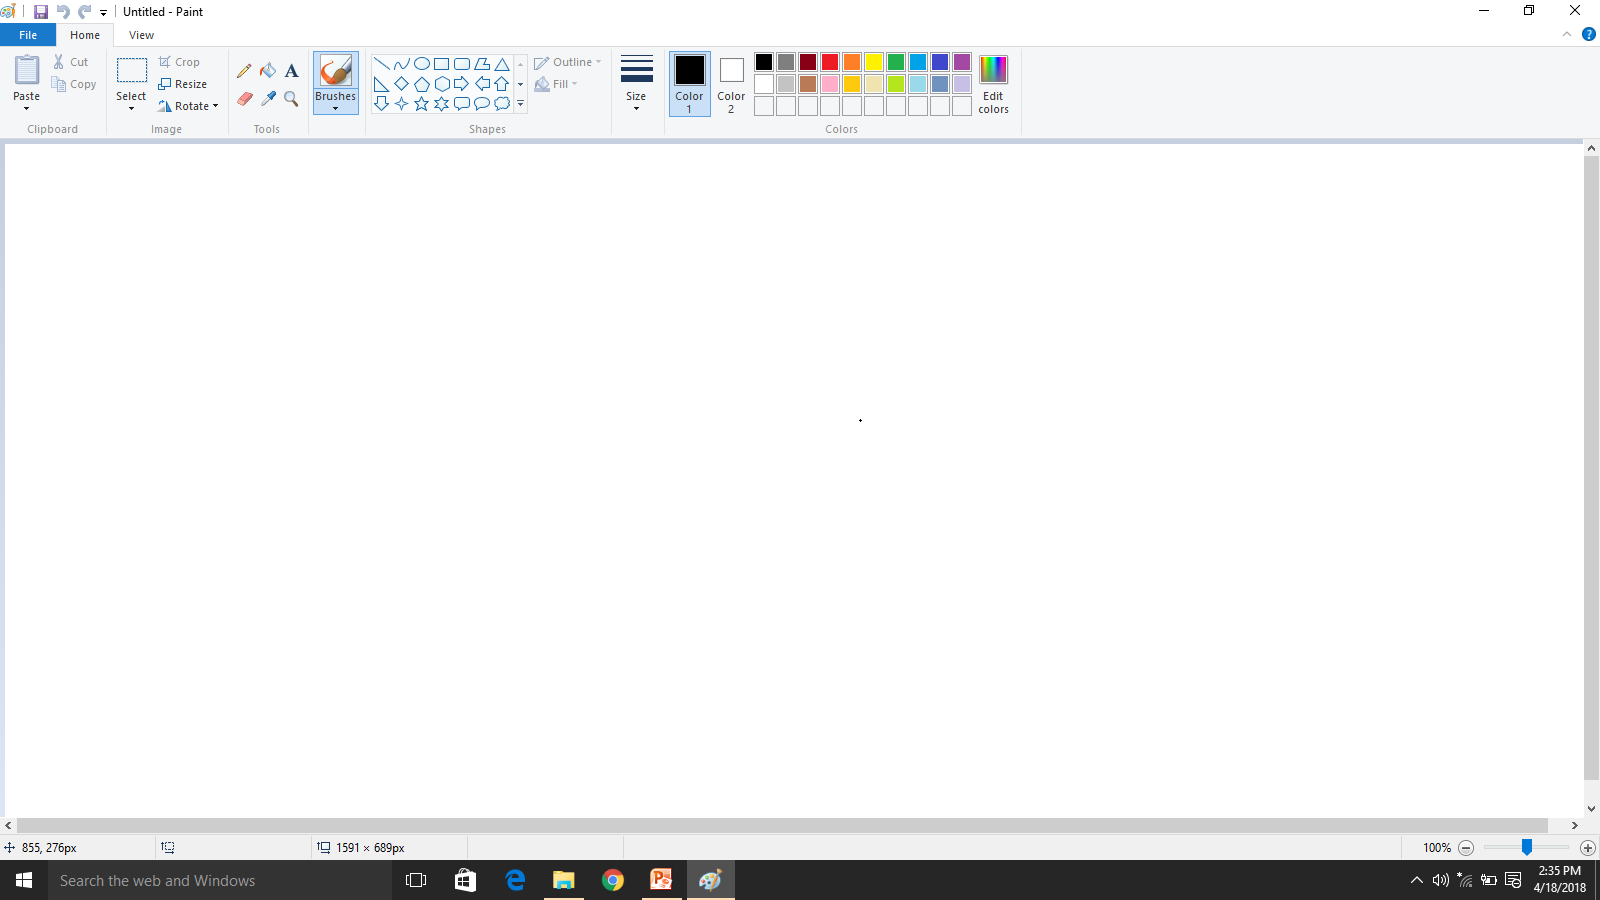 Untitled - Paint
File Home View
Paste Cut Copy Clipboard
Select Crop Resize Rotate Image
A Tools
Brushes
Shapes Outline Fill
Size
Color 1 Color 2 Edit colors Colors
855, 276px 1591 × 689px 100%
Search the web and Windows 2:35 PM
4/18/2018